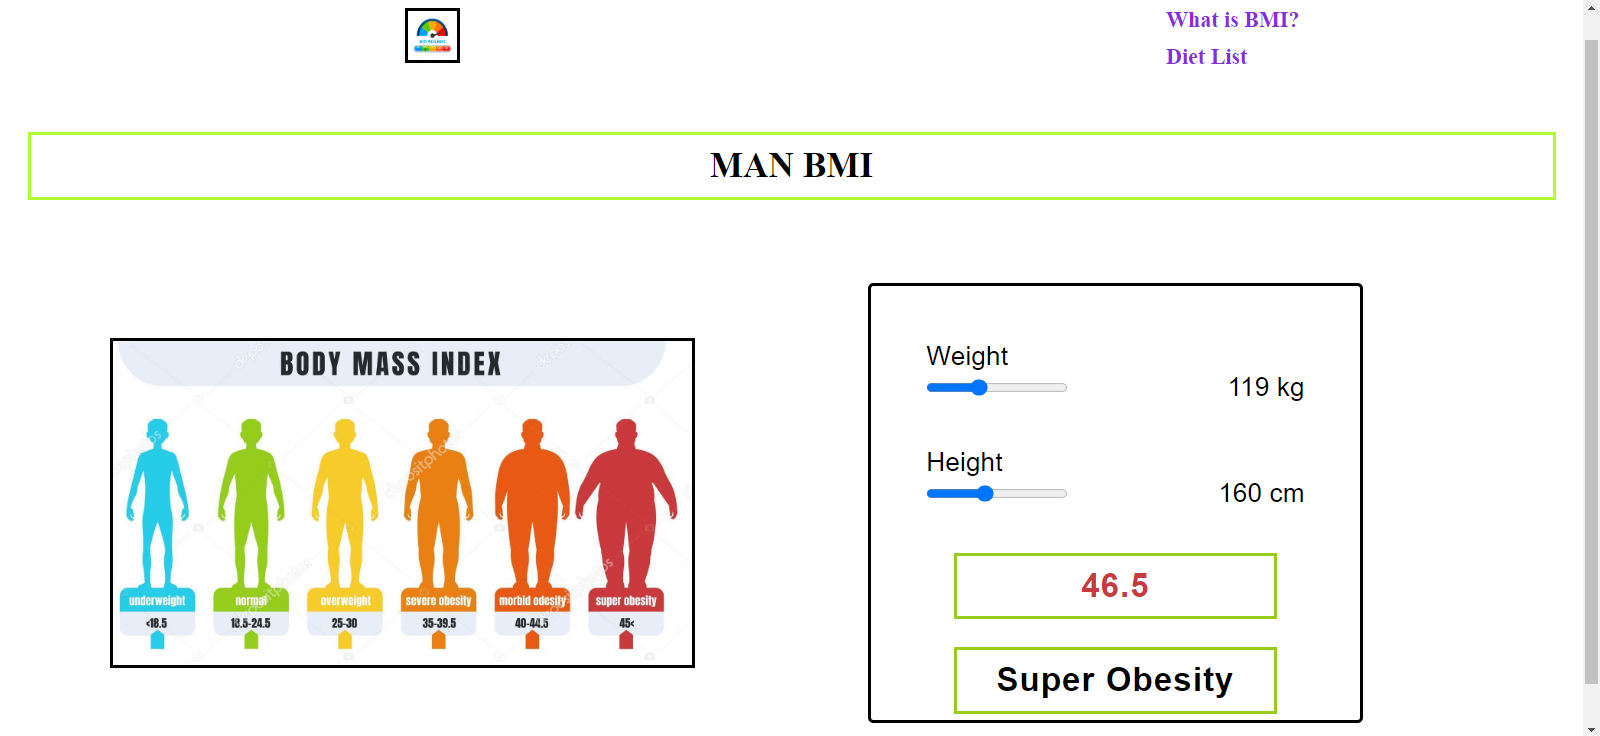 What is BMI?
Diet List
MAN BMI
BODY MASS INDEX
underweight
normal
overweight
severe obesity
morbid odesity
super obesity
<18.5
18.5-24.5
25-30
35-39.5
40-44.5
45<
Weight
119 kg
Height
160 cm
46.5
Super Obesity